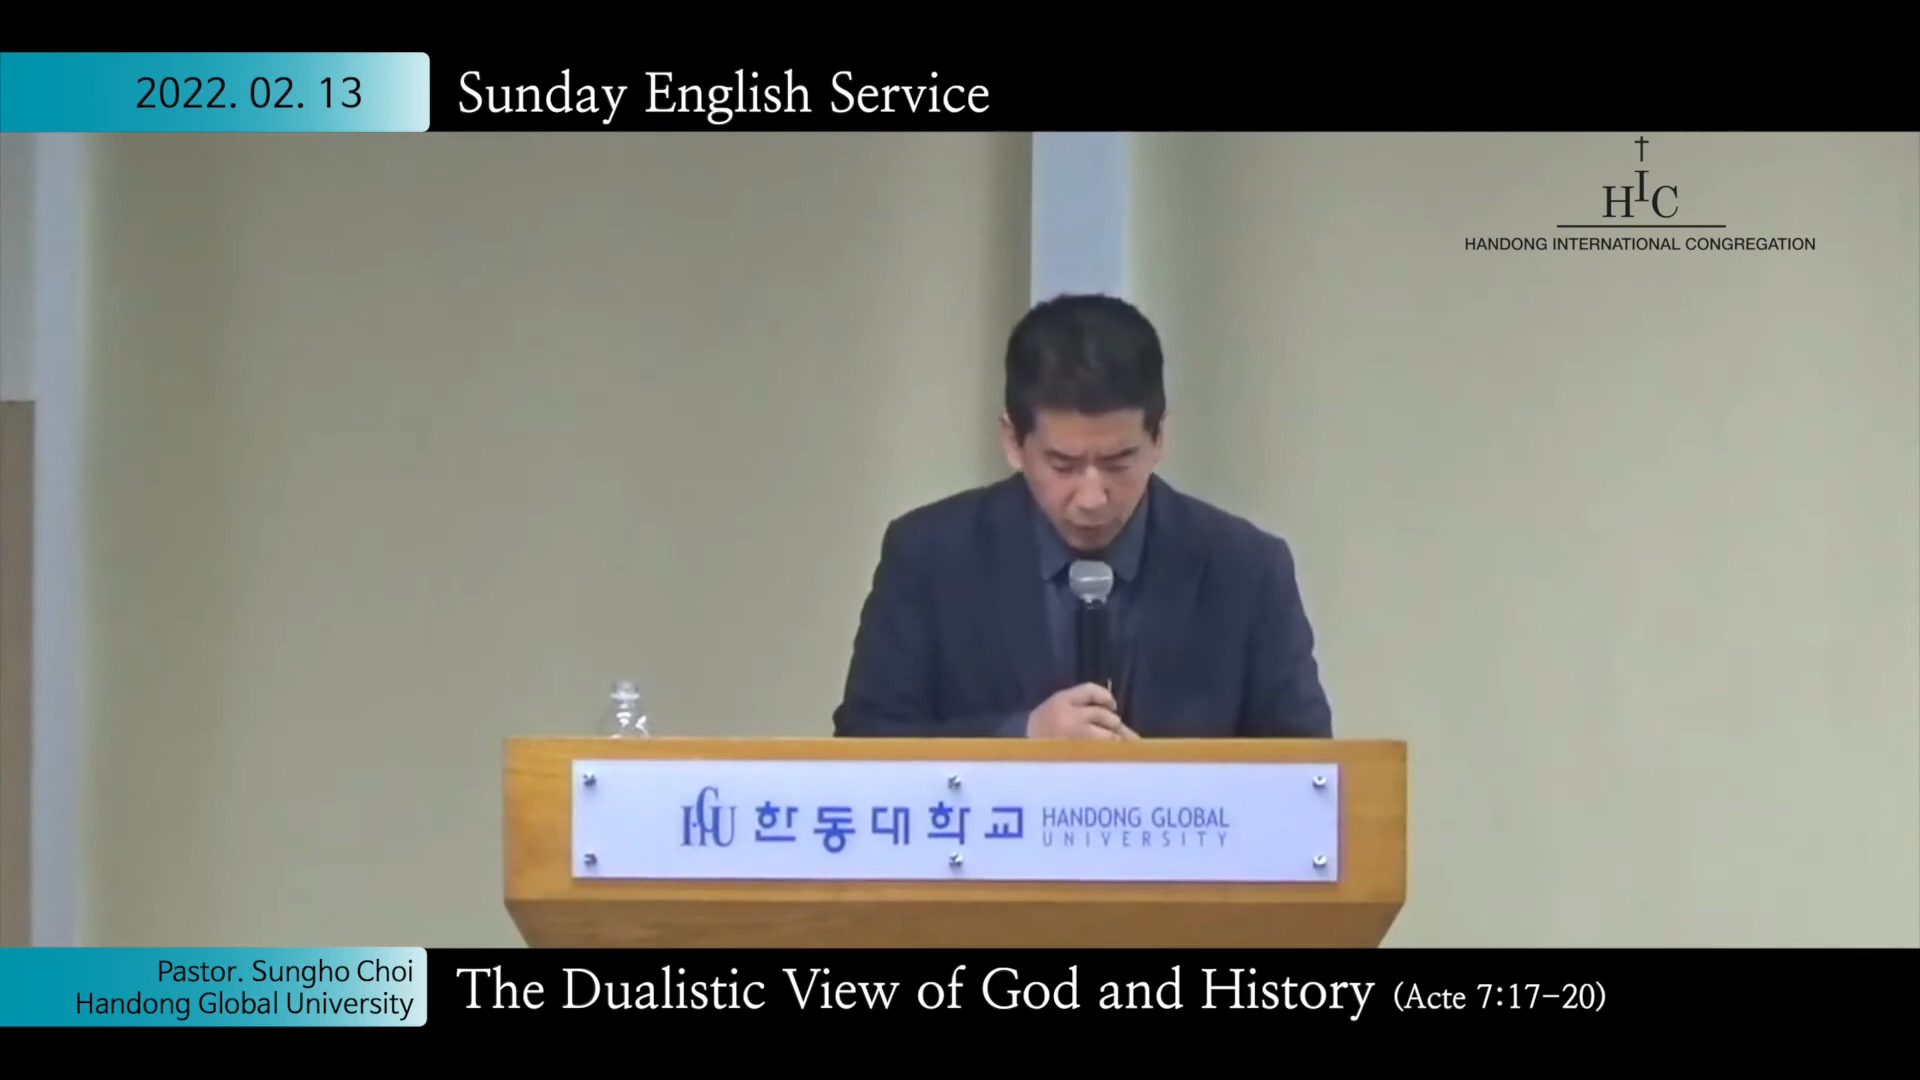 2022. 02. 13
Sunday English Service
HIC
HANDONG INTERNATIONAL CONGREGATION
HGU 한동대학교 HANDONG GLOBAL
UNIVERSITY
Pastor. Sungho Choi
Handong Global University
The Dualistic View of God and History (Acte 7:17-20)